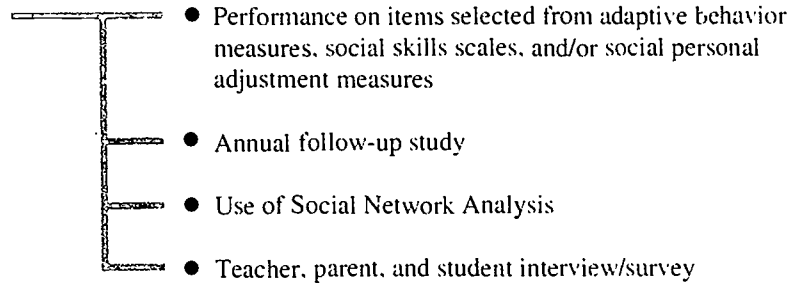 ● Performance on items selected from adaptive behavior
measures, social skills scales, and/or social personal
adjustment measures
● Annual follow-up study
● Use of Social Network Analysis
● Teacher, parent, and student interview/survey